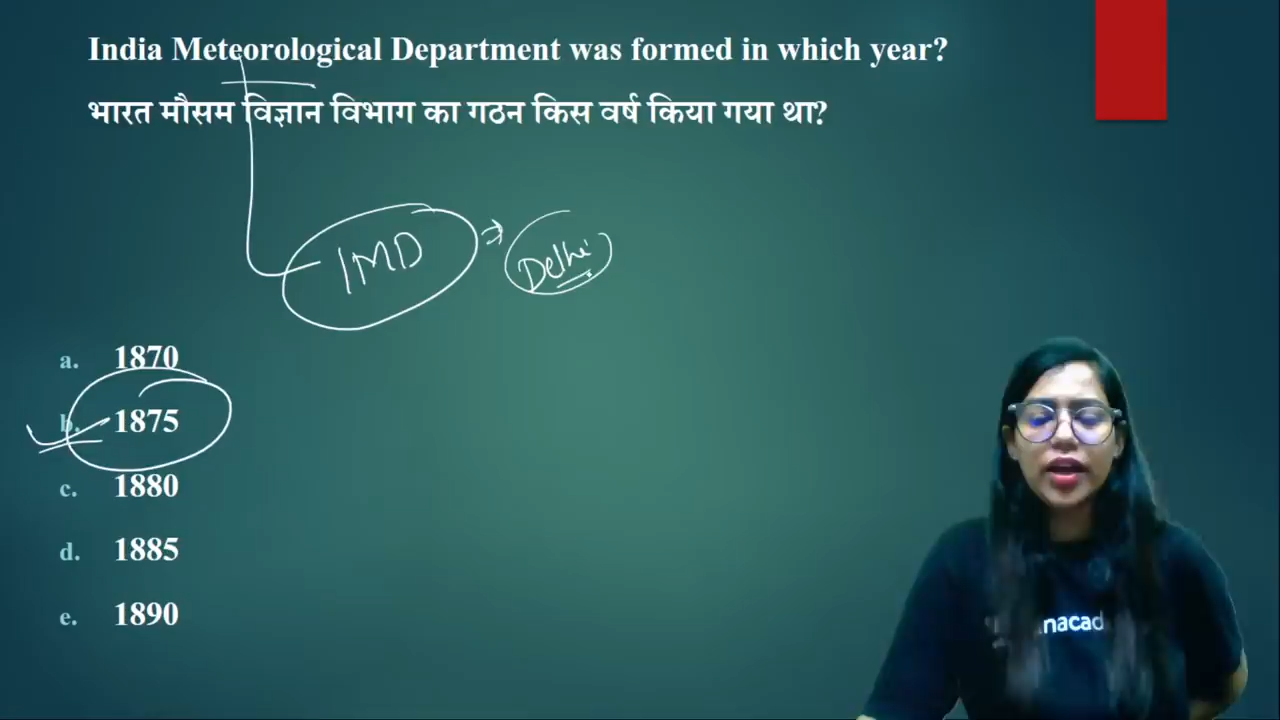 India Meteorological Department was formed in which year?
भारत मौसम विज्ञान विभाग का गठन किस वर्ष किया गया था?
IMD
Delhi
a. 1870
b. 1875
c. 1880
d. 1885
e. 1890
nacad